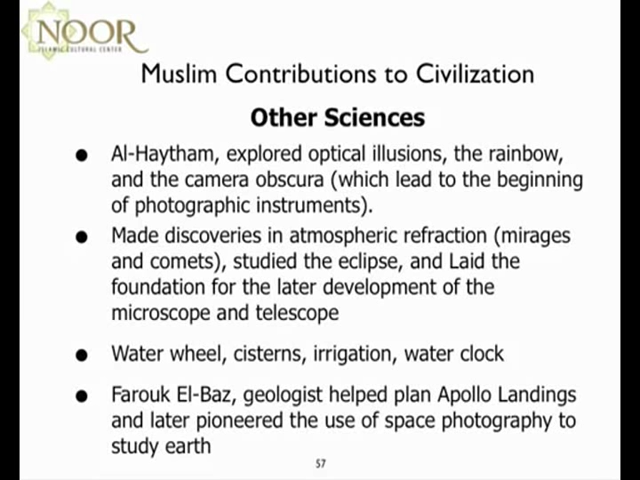 NOOR
ISLAMIC CULTURAL CENTER
Muslim Contributions to Civilization
Other Sciences
● Al-Haytham, explored optical illusions, the rainbow,
and the camera obscura (which lead to the beginning
of photographic instruments).
● Made discoveries in atmospheric refraction (mirages
and comets), studied the eclipse, and Laid the
foundation for the later development of the
microscope and telescope
● Water wheel, cisterns, irrigation, water clock
● Farouk El-Baz, geologist helped plan Apollo Landings
and later pioneered the use of space photography to
study earth
57